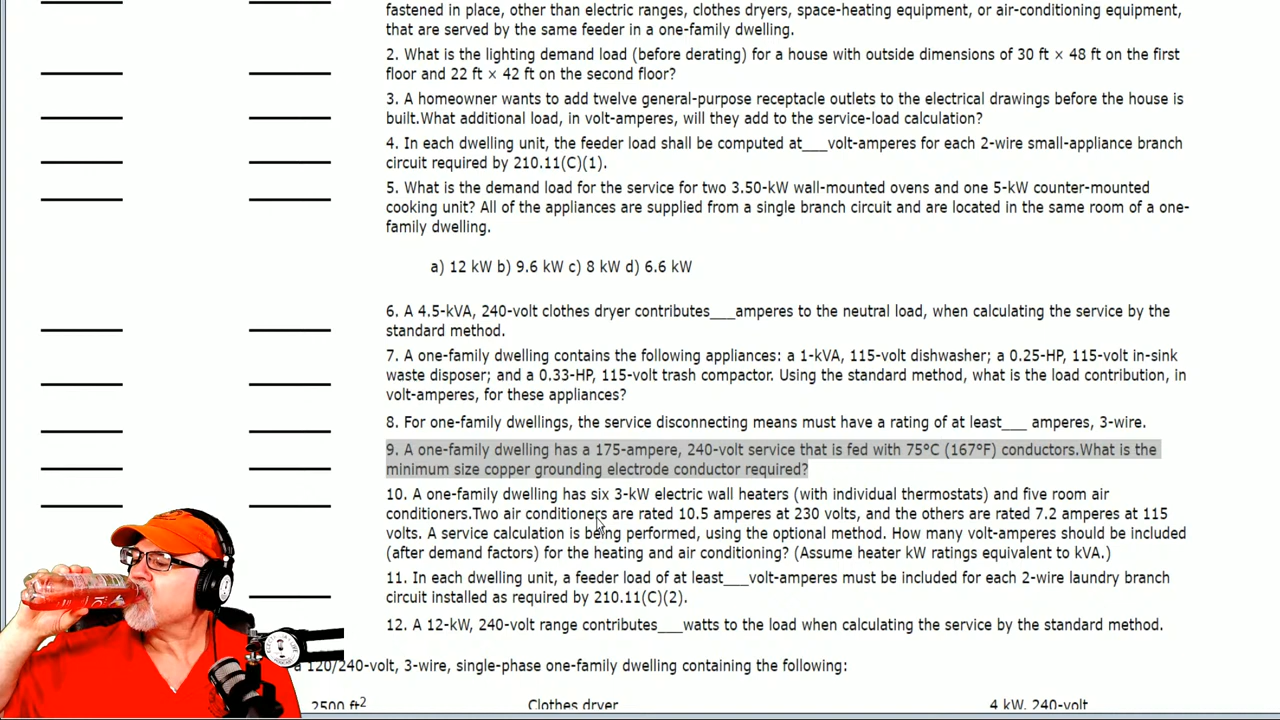 fastened in place, other than electric ranges, clothes dryers, space-heating equipment, or air-conditioning equipment,
that are served by the same feeder in a one-family dwelling.
2. What is the lighting demand load (before derating) for a house with outside dimensions of 30 ft × 48 ft on the first
floor and 22 ft × 42 ft on the second floor?
3. A homeowner wants to add twelve general-purpose receptacle outlets to the electrical drawings before the house is
built.What additional load, in volt-amperes, will they add to the service-load calculation?
4. In each dwelling unit, the feeder load shall be computed at___volt-amperes for each 2-wire small-appliance branch
circuit required by 210.11(C)(1).
5. What is the demand load for the service for two 3.50-kW wall-mounted ovens and one 5-kW counter-mounted
cooking unit? All of the appliances are supplied from a single branch circuit and are located in the same room of a one-
family dwelling.
a) 12 kW b) 9.6 kW c) 8 kW d) 6.6 kW
6. A 4.5-kVA, 240-volt clothes dryer contributes___amperes to the neutral load, when calculating the service by the
standard method.
7. A one-family dwelling contains the following appliances: a 1-kVA, 115-volt dishwasher; a 0.25-HP, 115-volt in-sink
waste disposer; and a 0.33-HP, 115-volt trash compactor. Using the standard method, what is the load contribution, in
volt-amperes, for these appliances?
8. For one-family dwellings, the service disconnecting means must have a rating of at least___ amperes, 3-wire.
9. A one-family dwelling has a 175-ampere, 240-volt service that is fed with 75°C (167°F) conductors.What is the
minimum size copper grounding electrode conductor required?
10. A one-family dwelling has six 3-kW electric wall heaters (with individual thermostats) and five room air
conditioners.Two air conditioners are rated 10.5 amperes at 230 volts, and the others are rated 7.2 amperes at 115
volts. A service calculation is being performed, using the optional method. How many volt-amperes should be included
(after demand factors) for the heating and air conditioning? (Assume heater kW ratings equivalent to kVA.)
11. In each dwelling unit, a feeder load of at least___volt-amperes must be included for each 2-wire laundry branch
circuit installed as required by 210.11(C)(2).
12. A 12-kW, 240-volt range contributes___watts to the load when calculating the service by the standard method.
a 120/240-volt, 3-wire, single-phase one-family dwelling containing the following:
2500 ft² Clothes dryer 4 kW, 240-volt